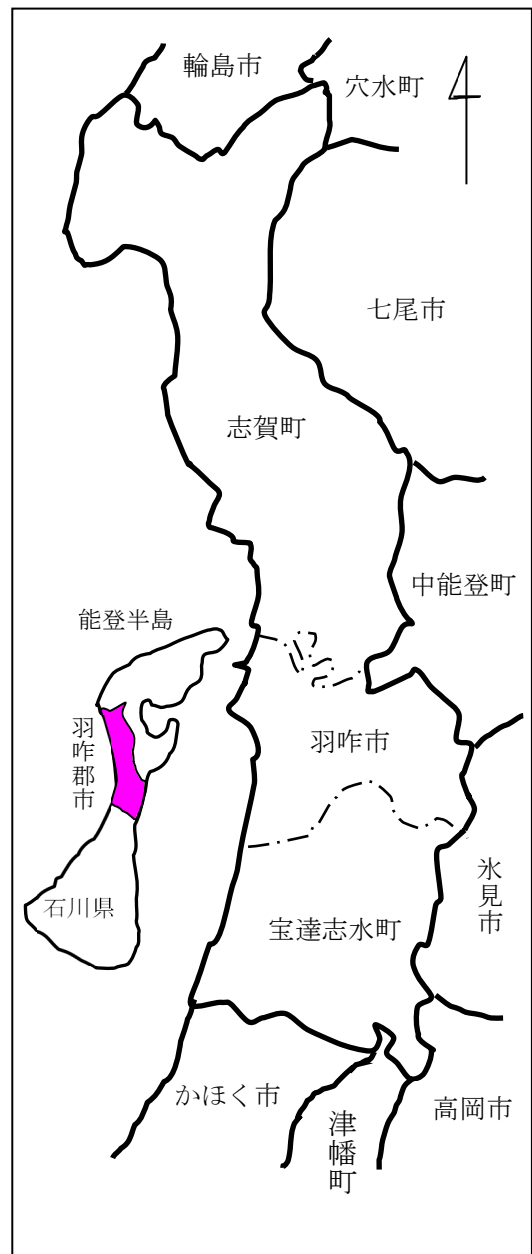 輪島市
穴水町
七尾市
志賀町
中能登町
能登半島
羽咋市
羽咋郡市
氷見市
石川県
宝達志水町
かほく市
高岡市
津幡町